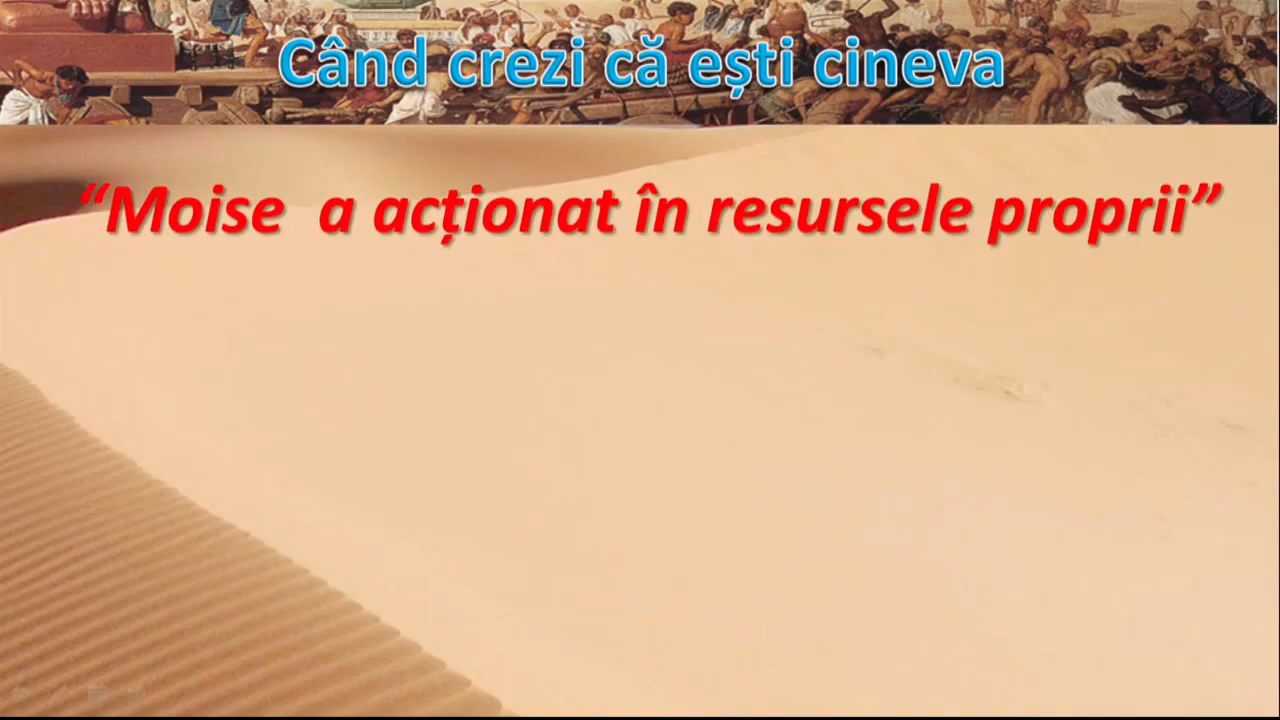 Când crezi că ești cineva
“Moise a acționat în resursele proprii”